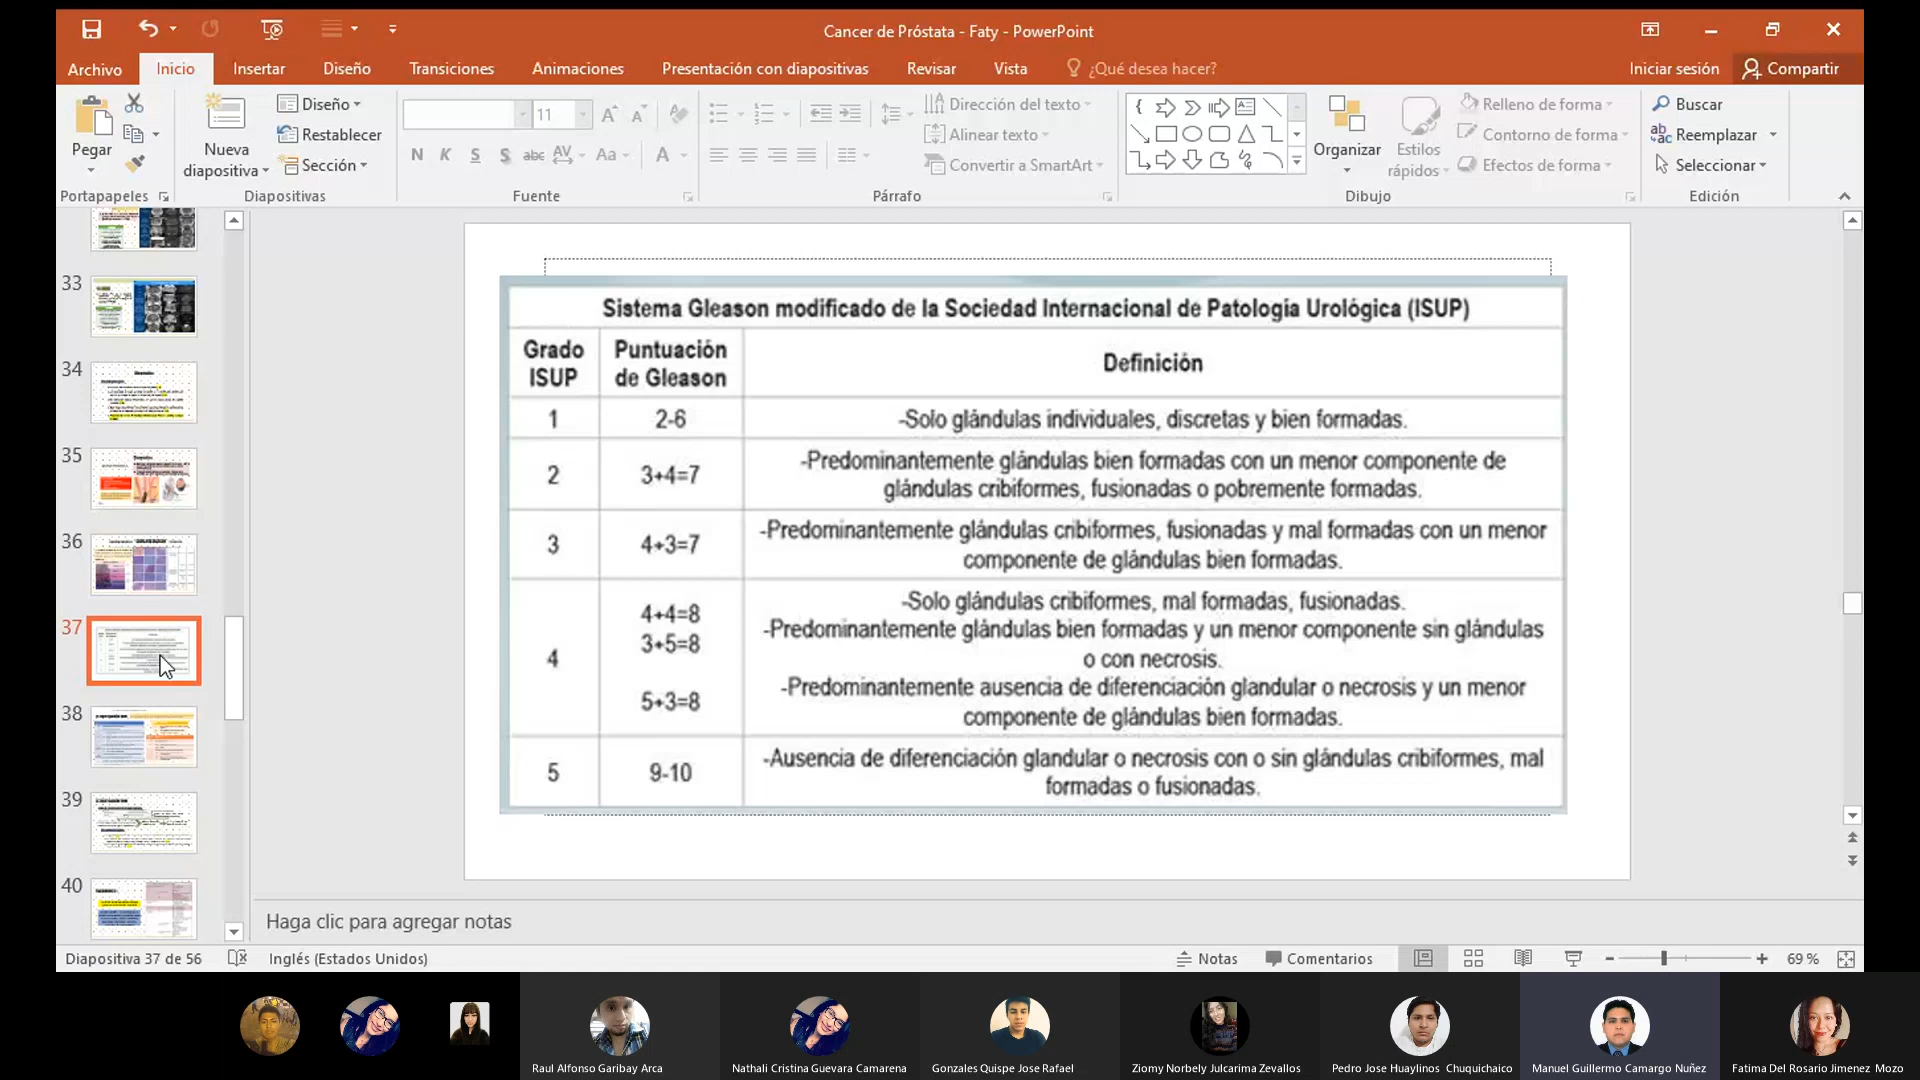 Cancer de Próstata - Faty - PowerPoint
Archivo
Inicio
Insertar
Diseño
Transiciones
Animaciones
Presentación con diapositivas
Revisar
Vista
¿Qué desea hacer?
Iniciar sesión
Compartir
Pegar
Nueva
diapositiva
Diseño
Restablecer
Sección
11
N K S S abc AV Aa A
Dirección del texto
Alinear texto
Convertir a SmartArt
Organizar
Estilos
rápidos
Relleno de forma
Contorno de forma
Efectos de forma
Buscar
Reemplazar
Seleccionar
Portapapeles
Diapositivas
Fuente
Párrafo
Dibujo
Edición
33
34
35
36
37
38
39
40
Sistema Gleason modificado de la Sociedad Internacional de Patología Urológica (ISUP)
Grado
ISUP
Puntuación
de Gleason
Definición
1
2-6
-Solo glándulas individuales, discretas y bien formadas.
2
3+4=7
-Predominantemente glándulas bien formadas con un menor componente de
glándulas cribiformes, fusionadas o pobremente formadas.
3
4+3=7
-Predominantemente glándulas cribiformes, fusionadas y mal formadas con un menor
componente de glándulas bien formadas.
4
4+4=8
3+5=8
5+3=8
-Solo glándulas cribiformes, mal formadas, fusionadas.
-Predominantemente glándulas bien formadas y un menor componente sin glándulas
o con necrosis.
-Predominantemente ausencia de diferenciación glandular o necrosis y un menor
componente de glándulas bien formadas.
5
9-10
-Ausencia de diferenciación glandular o necrosis con o sin glándulas cribiformes, mal
formadas o fusionadas.
Haga clic para agregar notas
Diapositiva 37 de 56
Inglés (Estados Unidos)
Notas
Comentarios
69 %
Raul Alfonso Garibay Arca
Nathali Cristina Guevara Camarena
Gonzales Quispe Jose Rafael
Ziomy Norbely Julcarima Zevallos
Pedro Jose Huaylinos Chuquichaico
Manuel Guillermo Camargo Nuñez
Fatima Del Rosario Jimenez Mozo